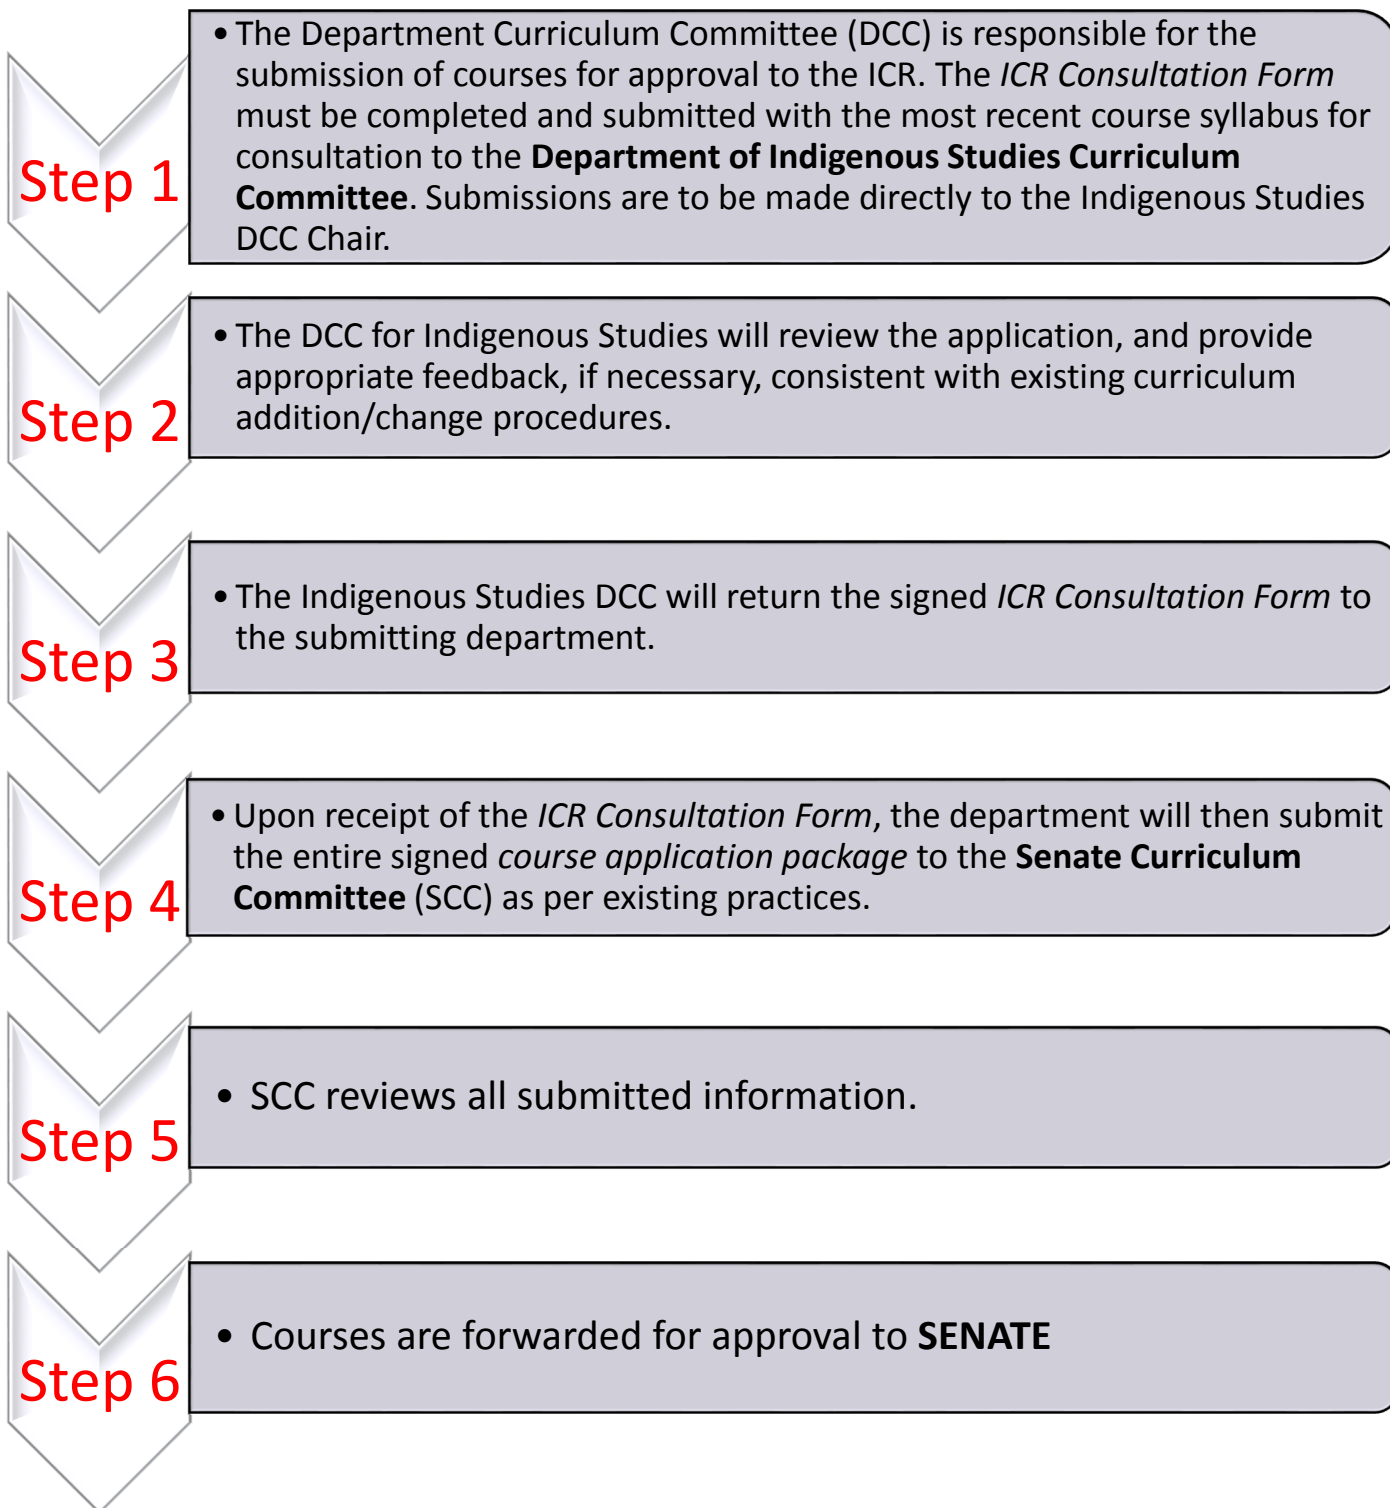 • The Department Curriculum Committee (DCC) is responsible for the
submission of courses for approval to the ICR. The ICR Consultation Form
must be completed and submitted with the most recent course syllabus for
consultation to the Department of Indigenous Studies Curriculum
Committee. Submissions are to be made directly to the Indigenous Studies
DCC Chair.
Step 1
• The DCC for Indigenous Studies will review the application, and provide
appropriate feedback, if necessary, consistent with existing curriculum
addition/change procedures.
Step 2
• The Indigenous Studies DCC will return the signed ICR Consultation Form to
the submitting department.
Step 3
• Upon receipt of the ICR Consultation Form, the department will then submit
the entire signed course application package to the Senate Curriculum
Committee (SCC) as per existing practices.
Step 4
• SCC reviews all submitted information.
Step 5
• Courses are forwarded for approval to SENATE
Step 6